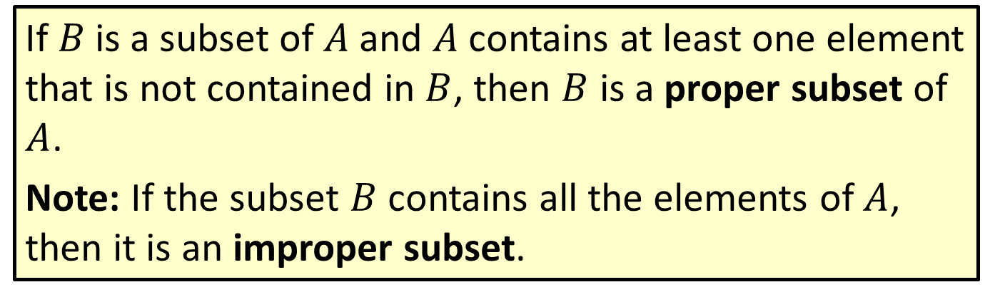 If B is a subset of A and A contains at least one element
that is not contained in B, then B is a proper subset of
A.
Note: If the subset B contains all the elements of A,
then it is an improper subset.